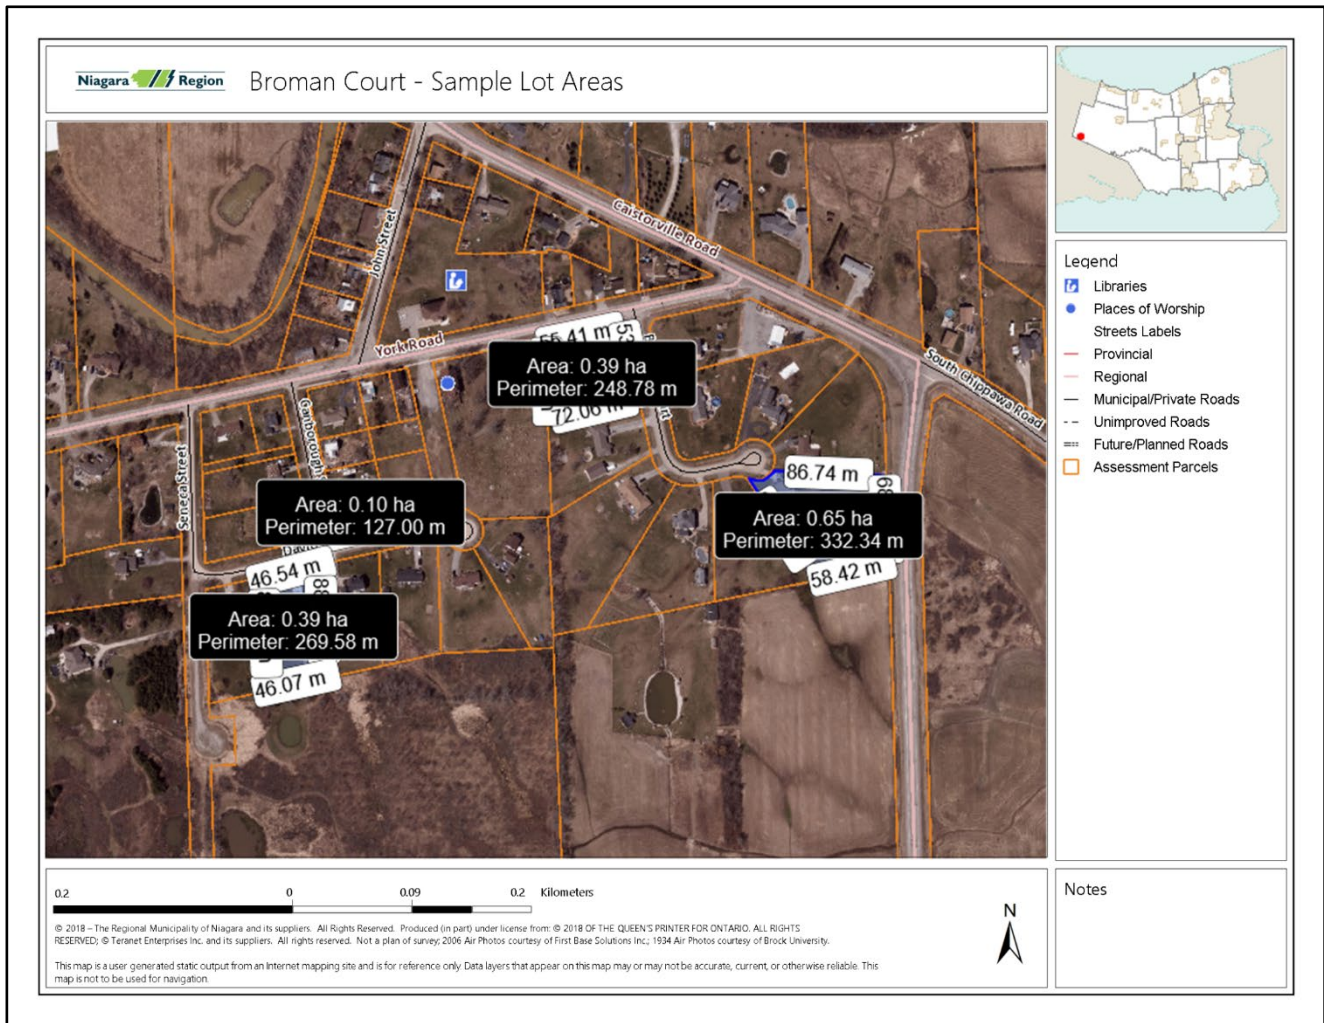 Niagara Region
Broman Court - Sample Lot Areas
Caistorville Road
John Street
York Road
South Chippawa Road
Seneca Street
55.41 m
Area: 0.39 ha
Perimeter: 248.78 m
72.06 m
86.74 m
Area: 0.10 ha
Perimeter: 127.00 m
Area: 0.65 ha
Perimeter: 332.34 m
58.42 m
46.54 m
Area: 0.39 ha
Perimeter: 269.58 m
46.07 m
Legend
Libraries
Places of Worship
Streets Labels
Provincial
Regional
Municipal/Private Roads
Unimproved Roads
Future/Planned Roads
Assessment Parcels
0.2 0 0.09 0.2 Kilometers
© 2018 – The Regional Municipality of Niagara and its suppliers. All Rights Reserved. Produced (in part) under license from: © 2018 OF THE QUEEN'S PRINTER FOR ONTARIO. ALL RIGHTS
RESERVED; © Teranet Enterprises Inc. and its suppliers. All rights reserved. Not a plan of survey; 2006 Air Photos courtesy of First Base Solutions Inc.; 1934 Air Photos courtesy of Brock University.
This map is a user generated static output from an Internet mapping site and is for reference only. Data layers that appear on this map may or may not be accurate, current, or otherwise reliable. This
map is not to be used for navigation.
N
Notes